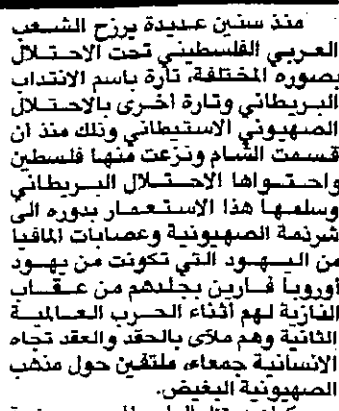 منذ سنين عديدة يرزح الشعب
العربي الفلسطيني تحت الاحتلال
بصوره المختلفة، تارة باسم الانتداب
البريطاني وتارة أخرى بالاحتلال
الصهيوني الاستيطاني وذلك منذ ان
قسمت الشام ونزعت منها فلسطين
واحتواها الاحتلال البريطاني
وسلمها هذا الاستعمار بدوره الى
شرذمة الصهيونية وعصابات المافيا
من اليهود التي تكونت من يهود
أوروبا فارين بجلدهم من عقاب
النازية لهم أثناء الحرب العالمية
الثانية وهم ملأى بالحقد والعقد تجاه
الانسانية جمعاء، ملتفين حول مذهب
الصهيونية البغيض.